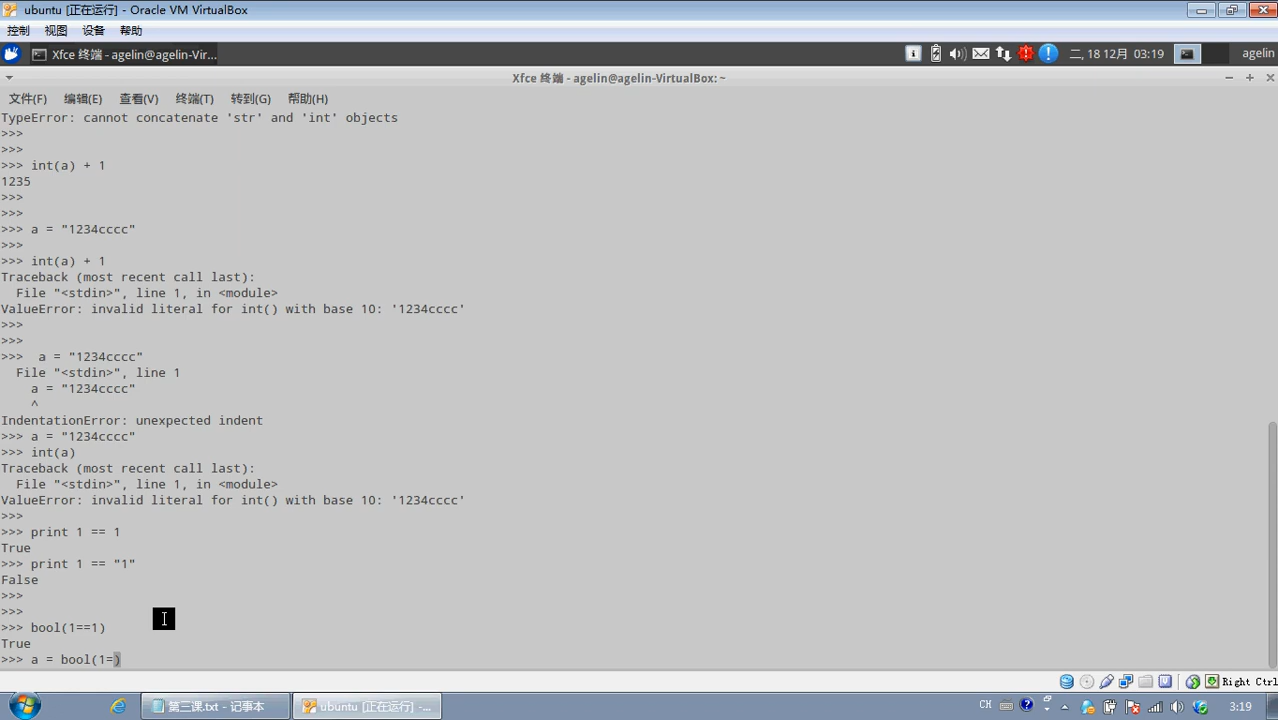 ubuntu [正在运行] - Oracle VM VirtualBox
控制 视图 设备 帮助
Xfce 终端 - agelin@agelin-Vir... 二, 18 12月 03:19 agelin
Xfce 终端 - agelin@agelin-VirtualBox: ~
文件(F) 编辑(E) 查看(V) 终端(T) 转到(G) 帮助(H)
TypeError: cannot concatenate 'str' and 'int' objects
>>>
>>>
>>> int(a) + 1
1235
>>>
>>>
>>> a = "1234cccc"
>>>
>>> int(a) + 1
Traceback (most recent call last):
  File "<stdin>", line 1, in <module>
ValueError: invalid literal for int() with base 10: '1234cccc'
>>>
>>>
>>>  a = "1234cccc"
  File "<stdin>", line 1
    a = "1234cccc"
    ^
IndentationError: unexpected indent
>>> a = "1234cccc"
>>> int(a)
Traceback (most recent call last):
  File "<stdin>", line 1, in <module>
ValueError: invalid literal for int() with base 10: '1234cccc'
>>>
>>> print 1 == 1
True
>>> print 1 == "1"
False
>>>
>>>
>>> bool(1==1)
True
>>> a = bool(1=)
Right Ctrl
第三课.txt - 记事本 ubuntu [正在运行] -... CH 3:19